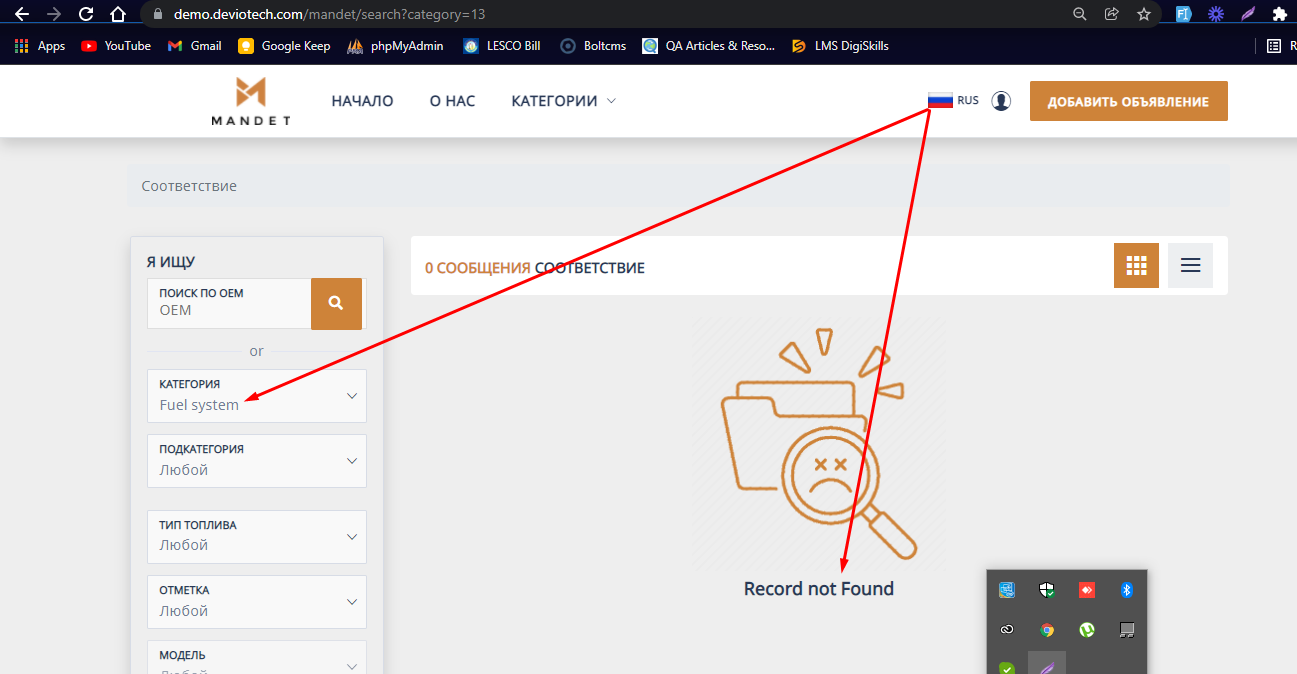 demo.deviotech.com/mandet/search?category=13
Apps YouTube Gmail Google Keep phpMyAdmin LESCO Bill Boltcms QA Articles & Reso... LMS DigiSkills R
MANDET
НАЧАЛО О НАС КАТЕГОРИИ RUS ДОБАВИТЬ ОБЪЯВЛЕНИЕ
Соответствие
Я ИЩУ
ПОИСК ПО OEM
OEM
or
КАТЕГОРИЯ
Fuel system
ПОДКАТЕГОРИЯ
Любой
ТИП ТОПЛИВА
Любой
ОТМЕТКА
Любой
МОДЕЛЬ
0 СООБЩЕНИЯ СООТВЕТСТВИЕ
Record not Found